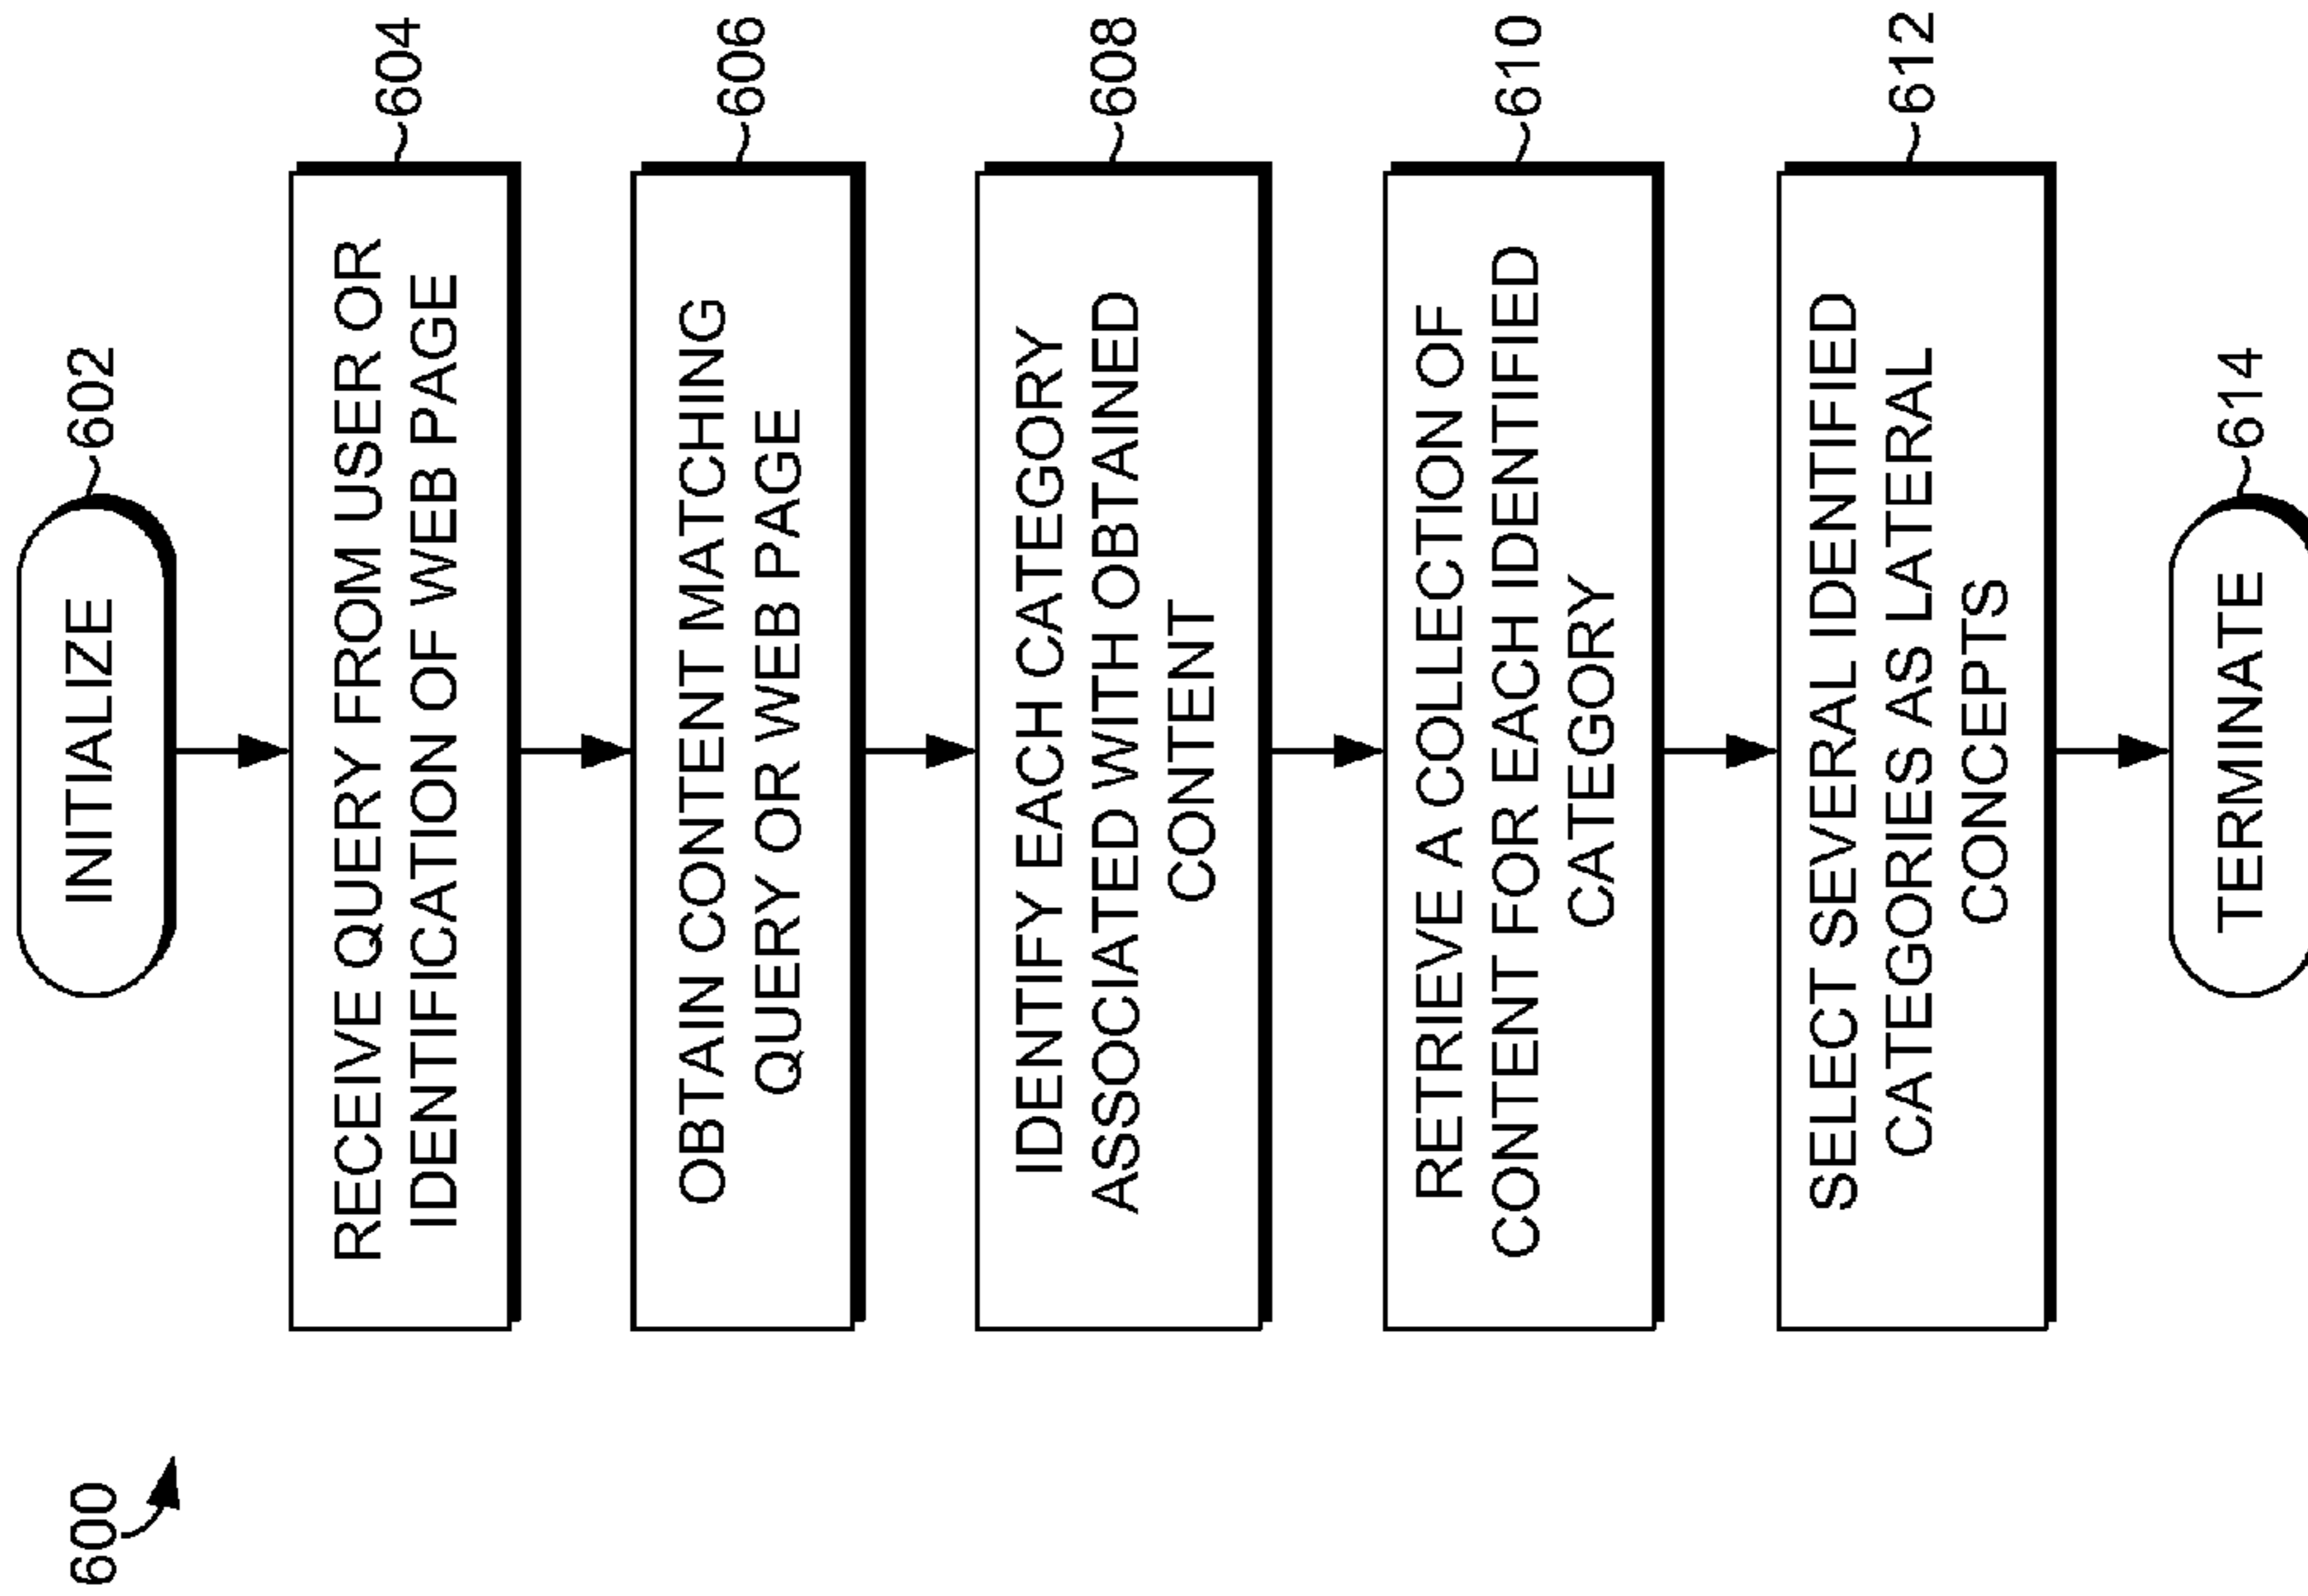 600
INITIALIZE
602
RECEIVE QUERY FROM USER OR
IDENTIFICATION OF WEB PAGE
604
OBTAIN CONTENT MATCHING
QUERY OR WEB PAGE
606
IDENTIFY EACH CATEGORY
ASSOCIATED WITH OBTAINED
CONTENT
608
RETRIEVE A COLLECTION OF
CONTENT FOR EACH IDENTIFIED
CATEGORY
610
SELECT SEVERAL IDENTIFIED
CATEGORIES AS LATERAL
CONCEPTS
612
TERMINATE
614